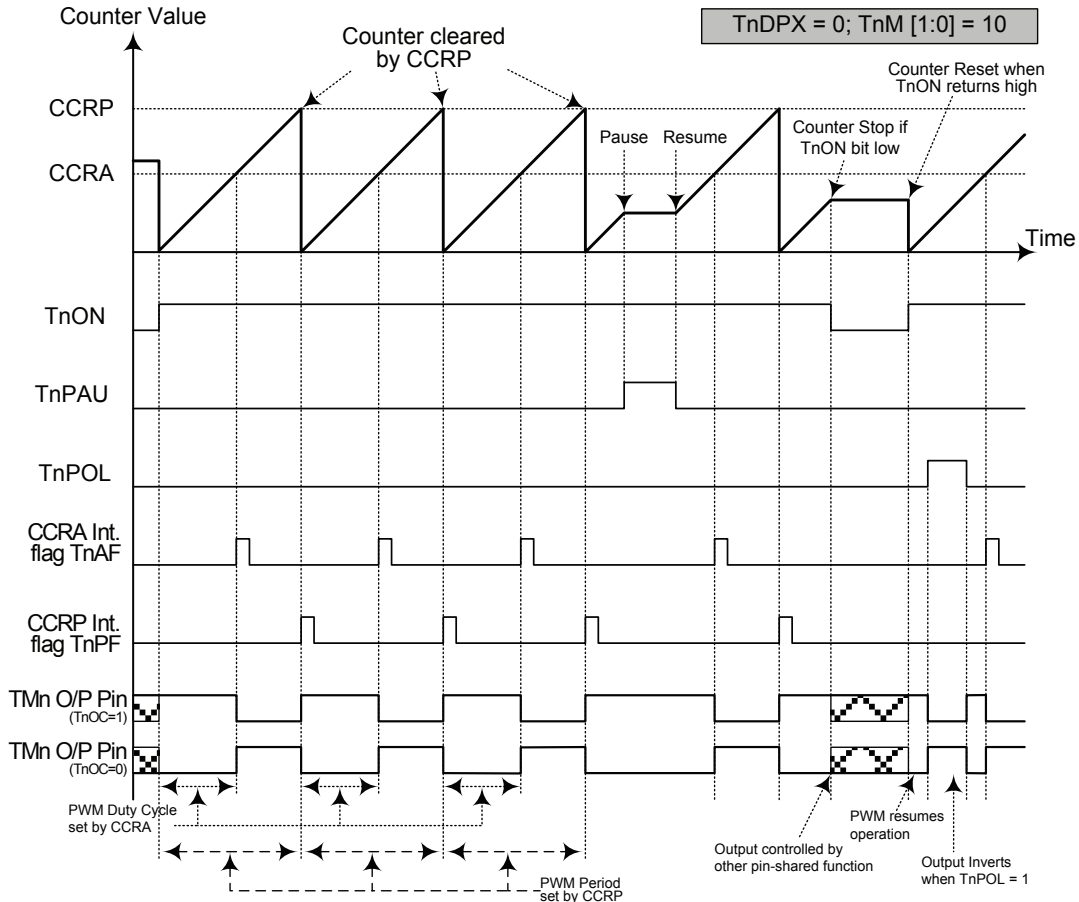 Counter Value
TnDPX = 0; TnM [1:0] = 10
Counter cleared
by CCRP
Counter Reset when
TnON returns high
CCRP
Pause
Resume
Counter Stop if
TnON bit low
CCRA
Time
TnON
TnPAU
TnPOL
CCRA Int.
flag TnAF
CCRP Int.
flag TnPF
TMn O/P Pin
(TnOC=1)
TMn O/P Pin
(TnOC=0)
PWM Duty Cycle
set by CCRA
PWM resumes
operation
Output controlled by
other pin-shared function
Output Inverts
when TnPOL = 1
PWM Period
set by CCRP